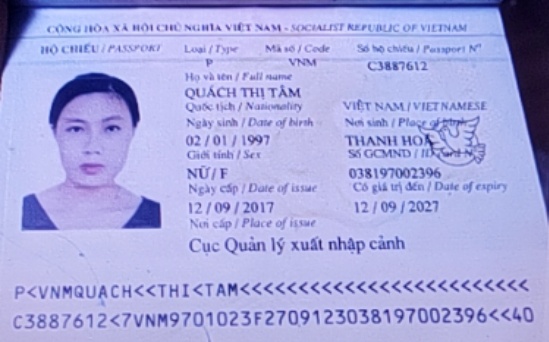 CỘNG HÒA XÃ HỘI CHỦ NGHĨA VIỆT NAM - SOCIALIST REPUBLIC OF VIETNAM
HỘ CHIẾU / PASSPORT Loại / Type Mã số / Code Số hộ chiếu / Passport Nº
P VNM C3887612
Họ và tên / Full name
QUÁCH THỊ TÂM
Quốc tịch / Nationality VIỆT NAM / VIETNAMESE
Ngày sinh / Date of birth Nơi sinh / Place of birth
02 / 01 / 1997 THANH HOÁ
Giới tính / Sex Số GCMND / ID Card Nº
NỮ / F 038197002396
Ngày cấp / Date of issue Có giá trị đến / Date of expiry
12 / 09 / 2017 12 / 09 / 2027
Nơi cấp / Place of issue
Cục Quản lý xuất nhập cảnh
P<VNMQUACH<<THI<TAM<<<<<<<<<<<<<<<<<<<<<<<<<
C3887612<7VNM9701023F2709123038197002396<<40